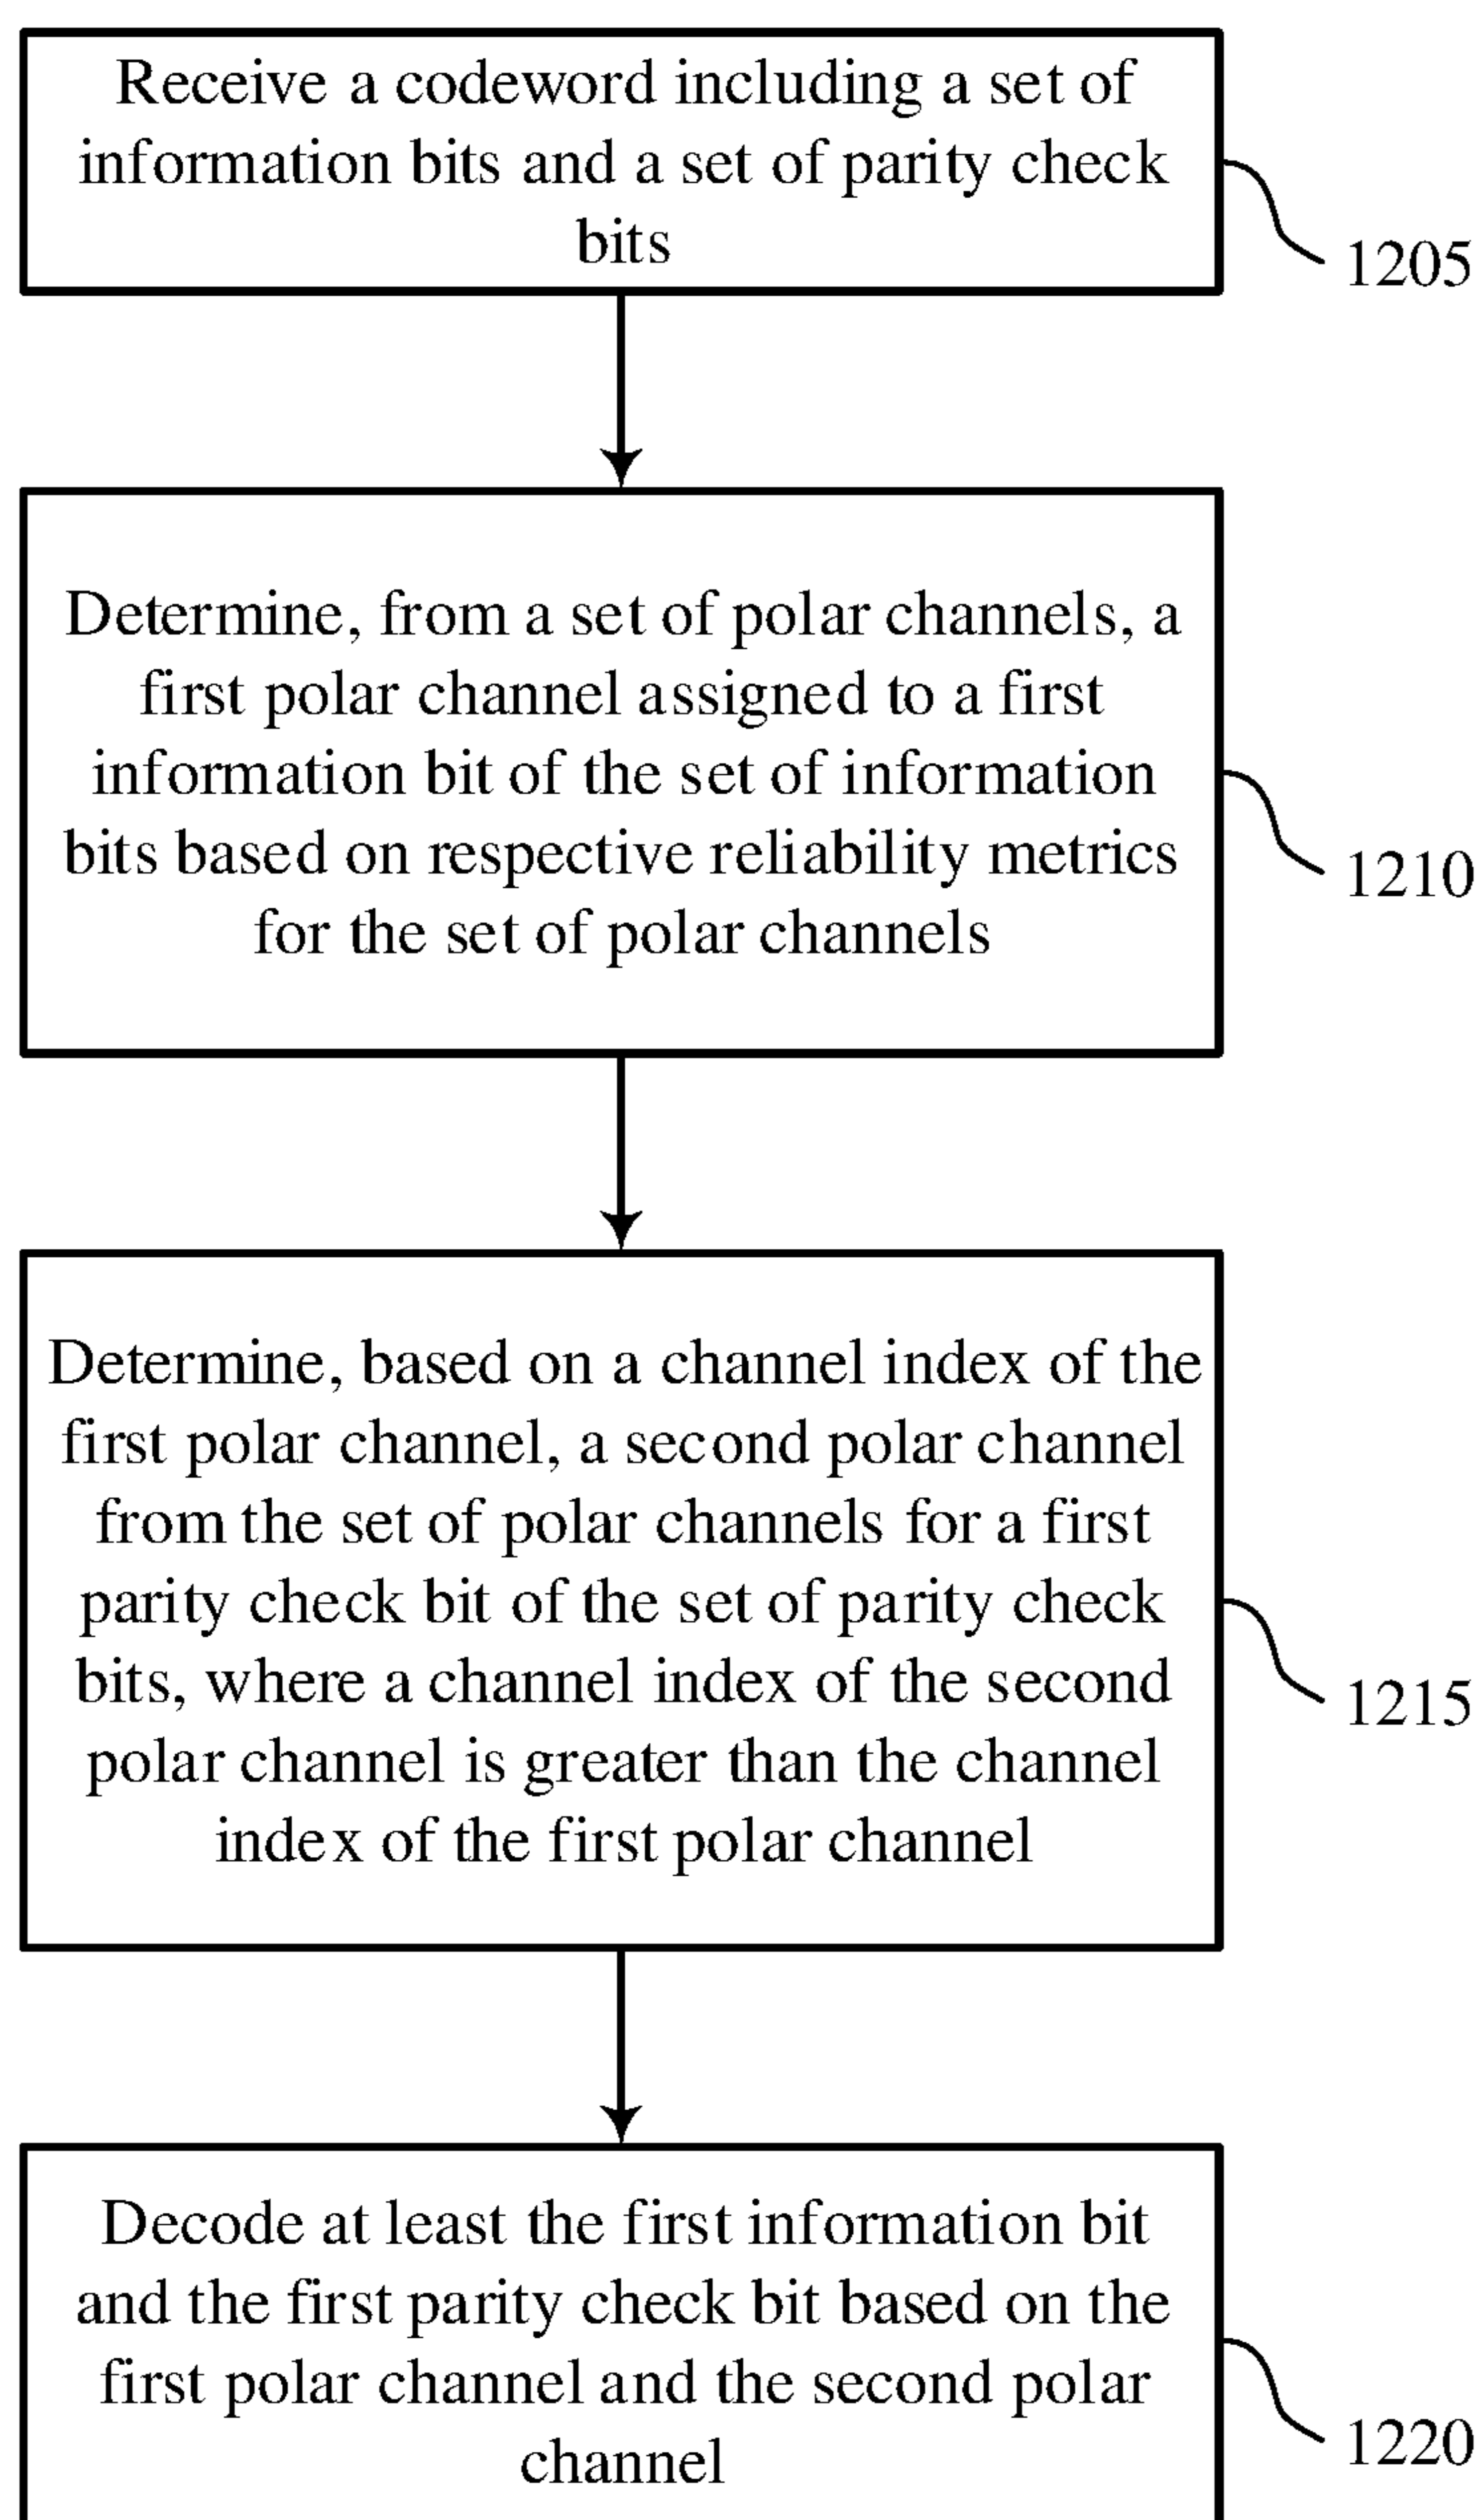 Receive a codeword including a set of
information bits and a set of parity check
bits
1205
Determine, from a set of polar channels, a
first polar channel assigned to a first
information bit of the set of information
bits based on respective reliability metrics
for the set of polar channels
1210
Determine, based on a channel index of the
first polar channel, a second polar channel
from the set of polar channels for a first
parity check bit of the set of parity check
bits, where a channel index of the second
polar channel is greater than the channel
index of the first polar channel
1215
Decode at least the first information bit
and the first parity check bit based on the
first polar channel and the second polar
channel
1220